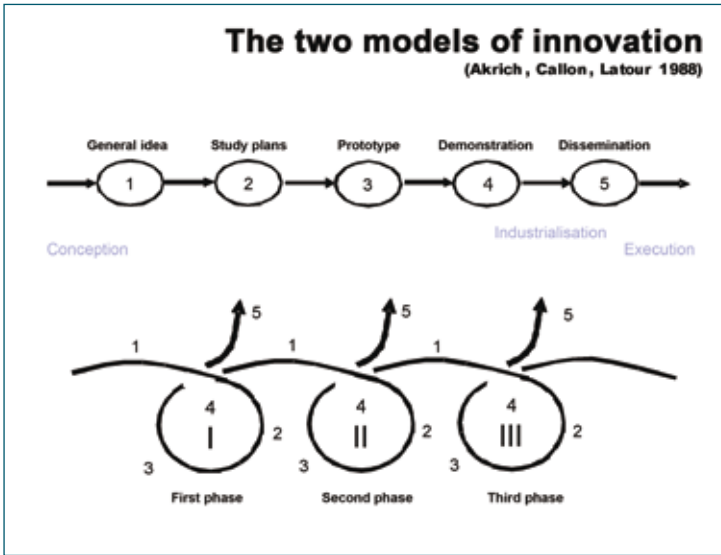 The two models of innovation
(Akrich, Callon, Latour 1988)
General idea Study plans Prototype Demonstration Dissemination
1 2 3 4 5
Industrialisation
Conception Execution
5 5 5
1 1 1
4 4 4
I II III
2 2 2
3 3 3
First phase Second phase Third phase